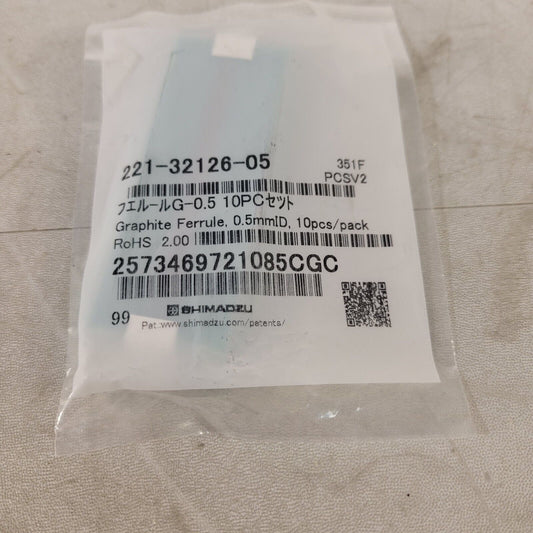 221-32126-05 351F
PCSV2
フエルールG-0.5 10PCセット
Graphite Ferrule, 0.5mmID, 10pcs/pack
RoHS 2.00
2573469721085CGC
SHIMADZU
99 Pat.:www.shimadzu.com/patents/